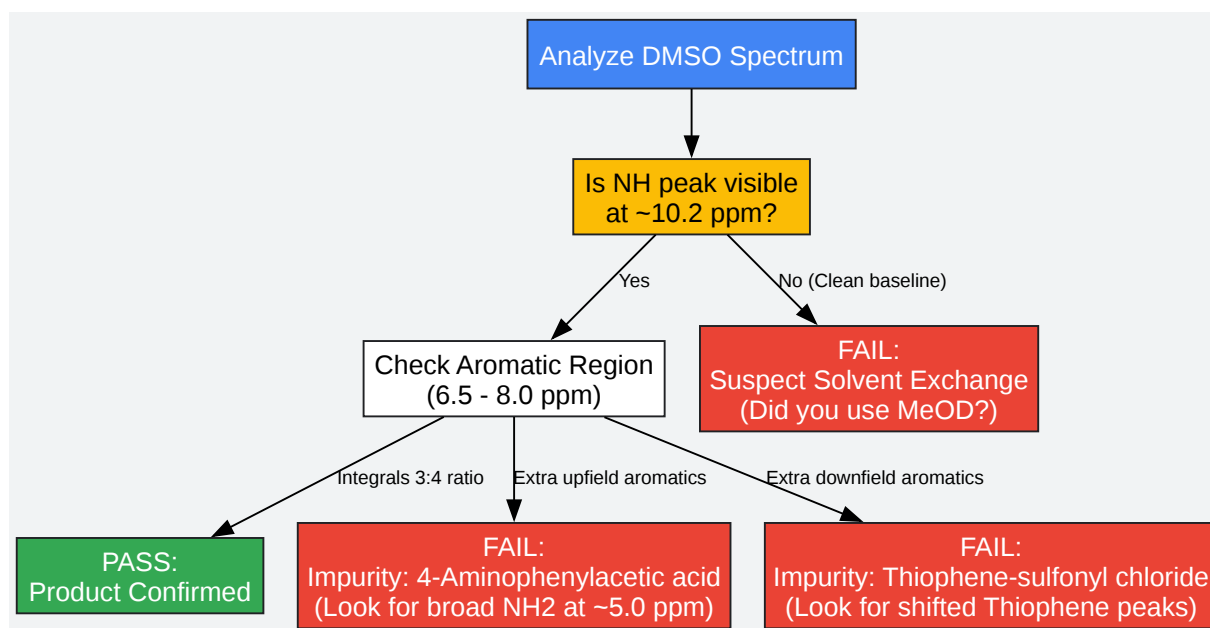 Analyze DMSO Spectrum
Is NH peak visible
at ~10.2 ppm?
Yes
No (Clean baseline)
Check Aromatic Region
(6.5 - 8.0 ppm)
FAIL:
Suspect Solvent Exchange
(Did you use MeOD?)
Integrals 3:4 ratio
Extra upfield aromatics
Extra downfield aromatics
PASS:
Product Confirmed
FAIL:
Impurity: 4-Aminophenylacetic acid
(Look for broad NH2 at ~5.0 ppm)
FAIL:
Impurity: Thiophene-sulfonyl chloride
(Look for shifted Thiophene peaks)